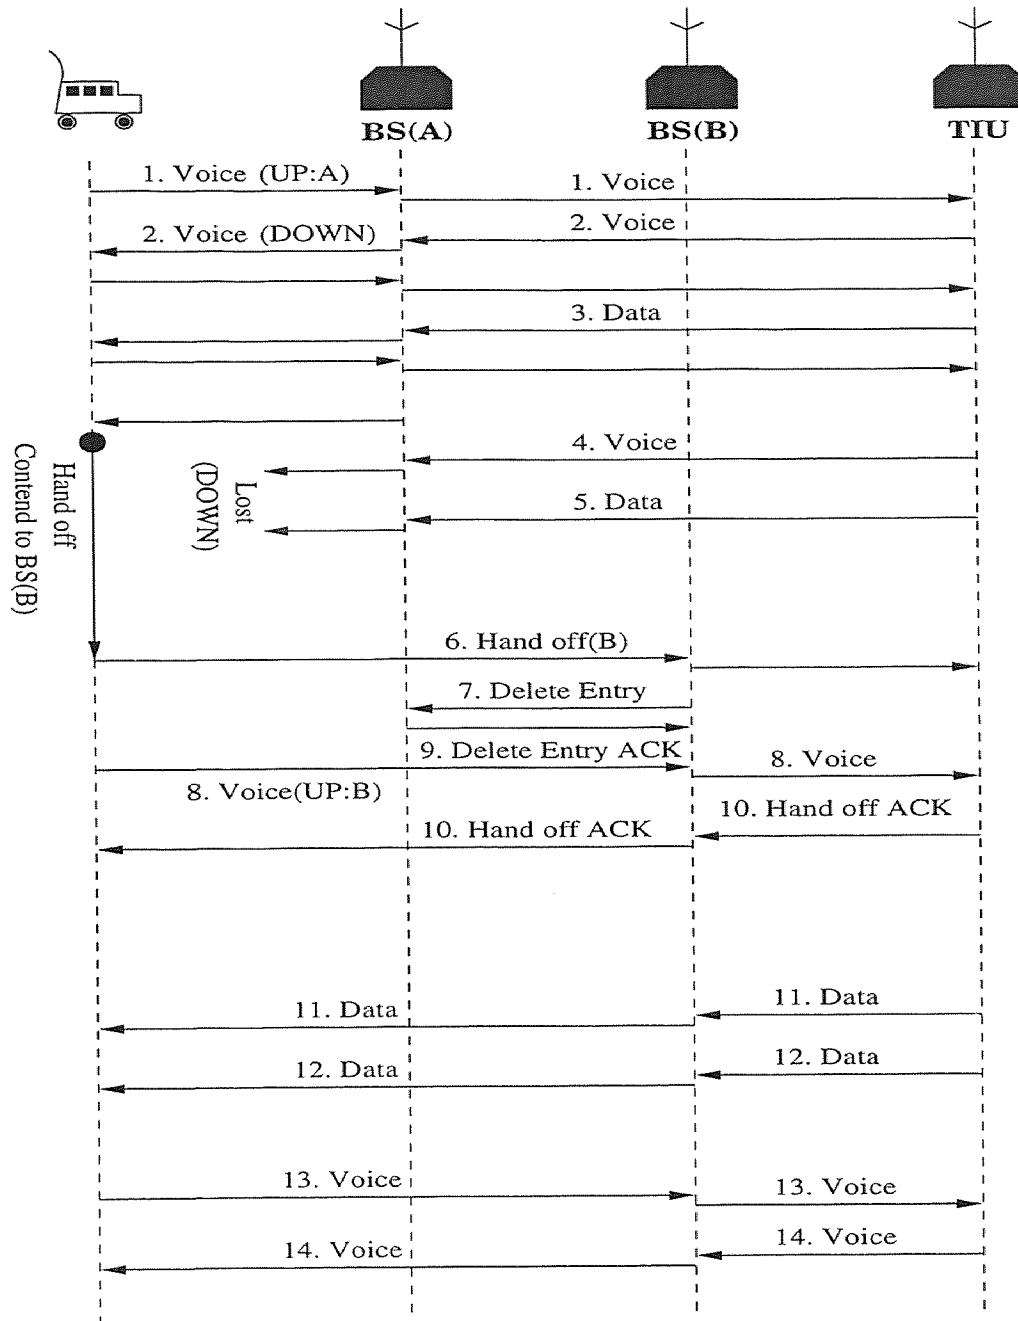 BS(A)
BS(B)
TIU
1. Voice (UP:A)
1. Voice
2. Voice (DOWN)
2. Voice
3. Data
4. Voice
5. Data
Lost
(DOWN)
Hand off
Contend to BS(B)
6. Hand off(B)
7. Delete Entry
9. Delete Entry ACK
8. Voice
8. Voice(UP:B)
10. Hand off ACK
10. Hand off ACK
11. Data
11. Data
12. Data
12. Data
13. Voice
13. Voice
14. Voice
14. Voice